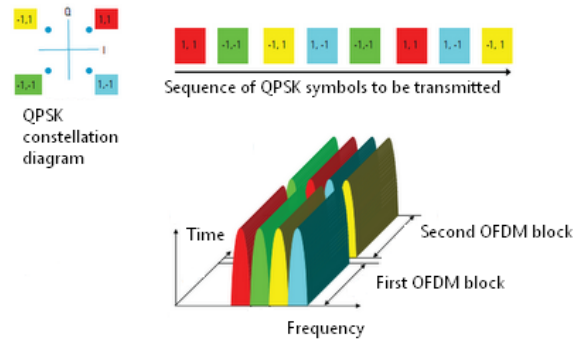 Q
-1,1
1,1
I
-1,-1
1,-1
QPSK
constellation
diagram
1, 1
-1,-1
-1, 1
1, -1
-1,-1
1, 1
1, -1
-1, 1
Sequence of QPSK symbols to be transmitted
Time
Second OFDM block
First OFDM block
Frequency